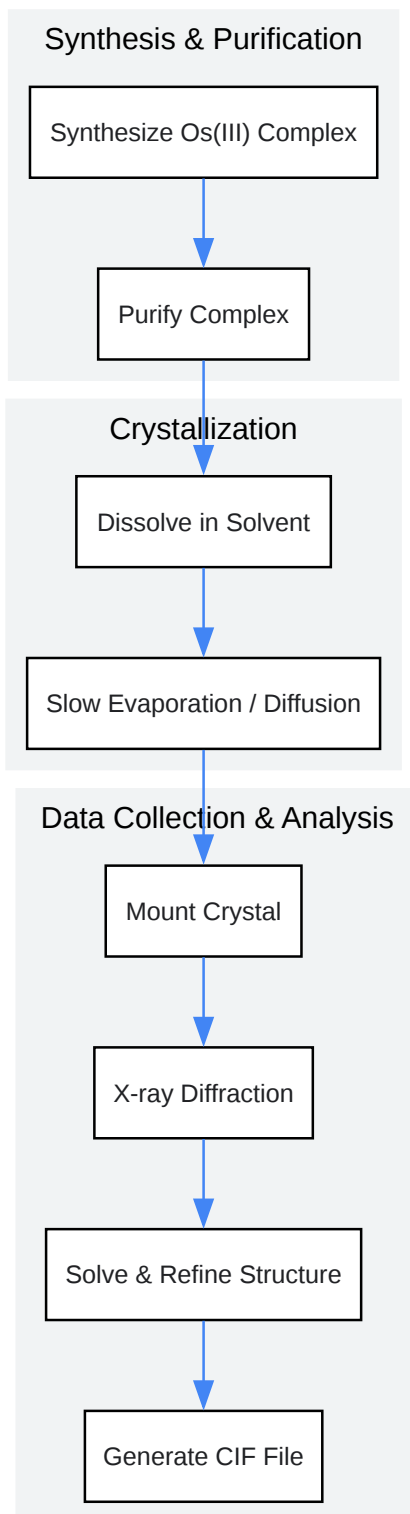 Synthesis & Purification
Synthesize Os(III) Complex
Purify Complex
Crystallization
Dissolve in Solvent
Slow Evaporation / Diffusion
Data Collection & Analysis
Mount Crystal
X-ray Diffraction
Solve & Refine Structure
Generate CIF File